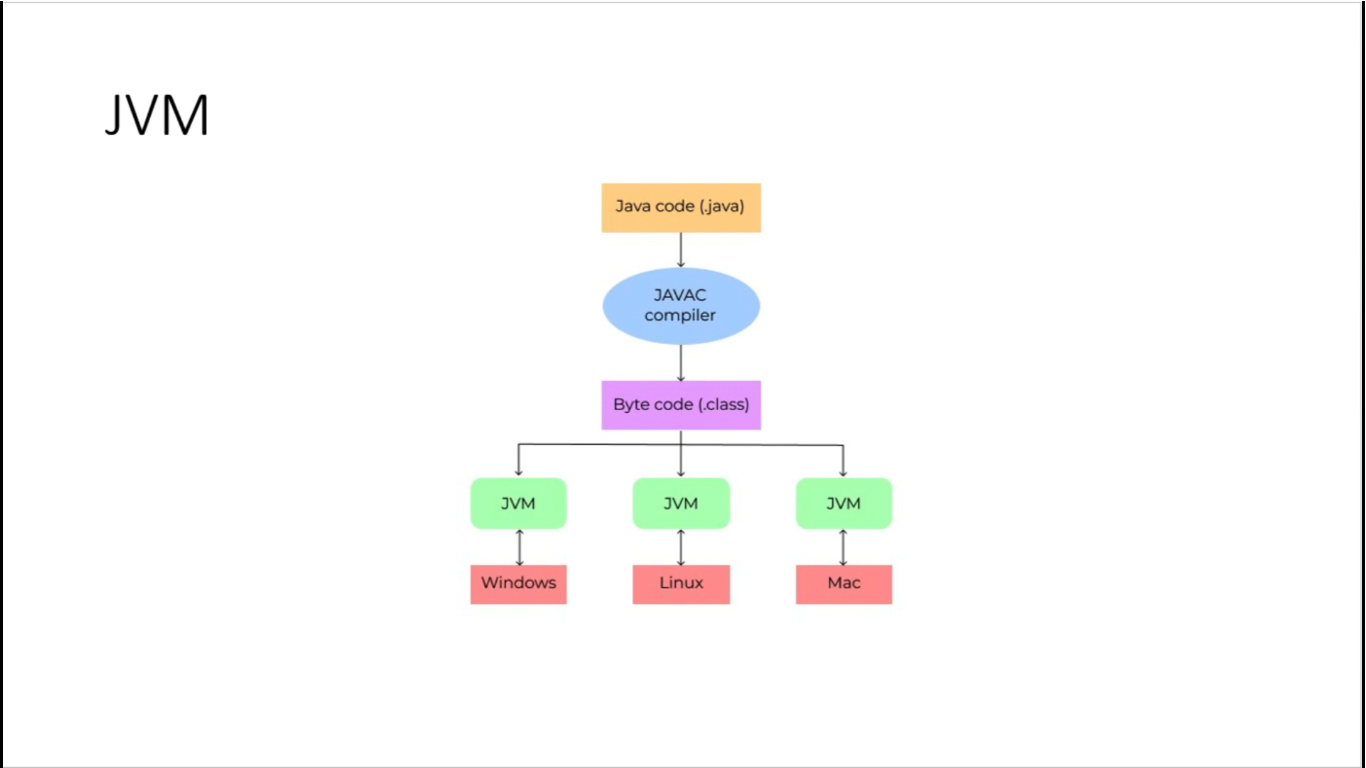 JVM
Java code (.java)
JAVAC
compiler
Byte code (.class)
JVM
JVM
JVM
Windows
Linux
Mac